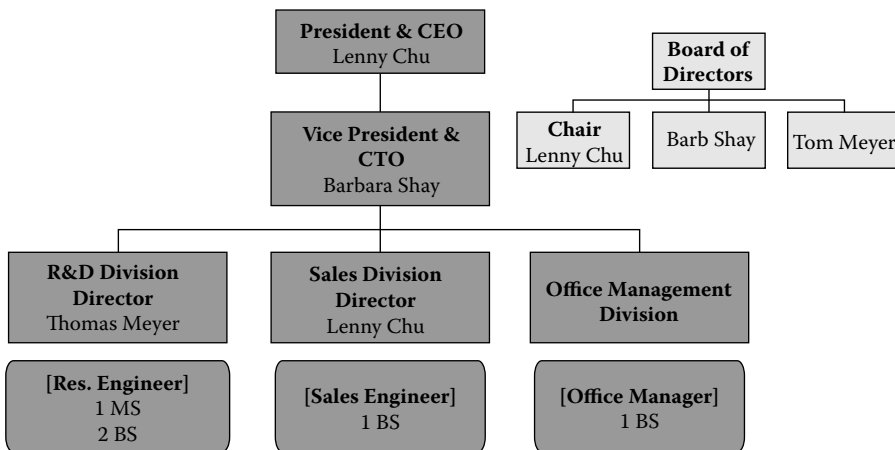 President & CEO
Lenny Chu
Board of
Directors
Vice President &
CTO
Barbara Shay
Chair
Lenny Chu
Barb Shay
Tom Meyer
R&D Division
Director
Thomas Meyer
Sales Division
Director
Lenny Chu
Office Management
Division
[Res. Engineer]
1 MS
2 BS
[Sales Engineer]
1 BS
[Office Manager]
1 BS